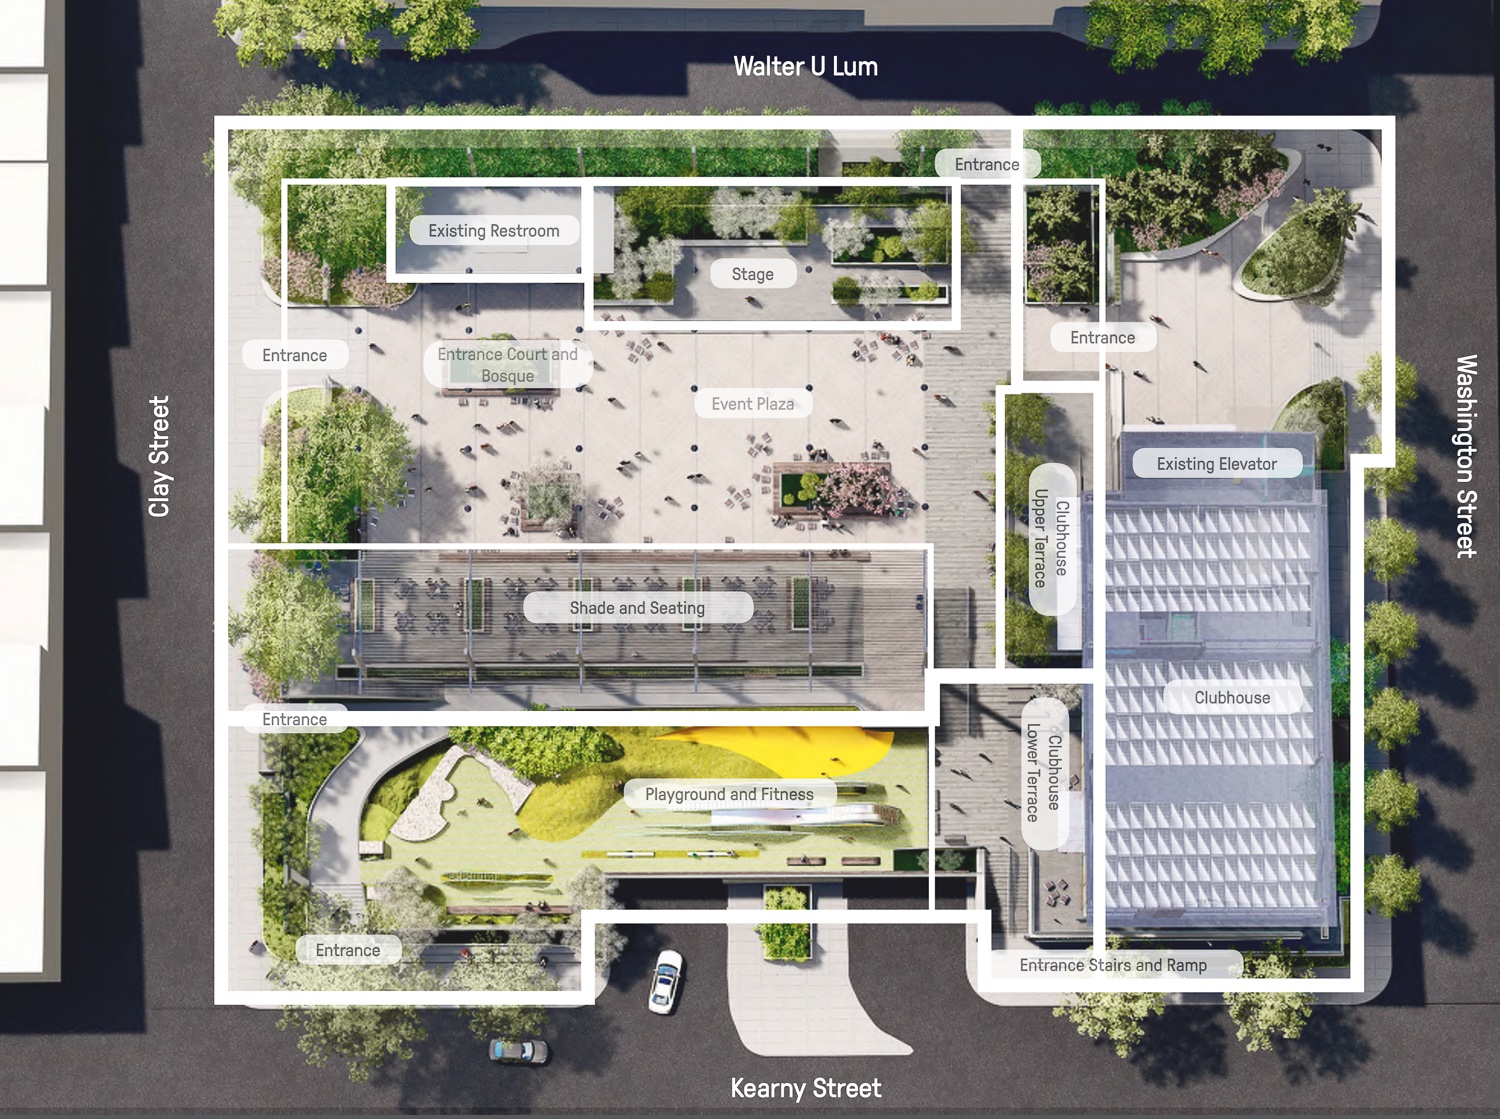 Walter U Lum
Entrance
Existing Restroom
Stage
Entrance
Entrance
Entrance Court and
Bosque
Event Plaza
Clay Street
Washington Street
Existing Elevator
Clubhouse
Upper Terrace
Shade and Seating
Clubhouse
Entrance
Clubhouse
Lower Terrace
Playground and Fitness
Entrance
Entrance Stairs and Ramp
Kearny Street